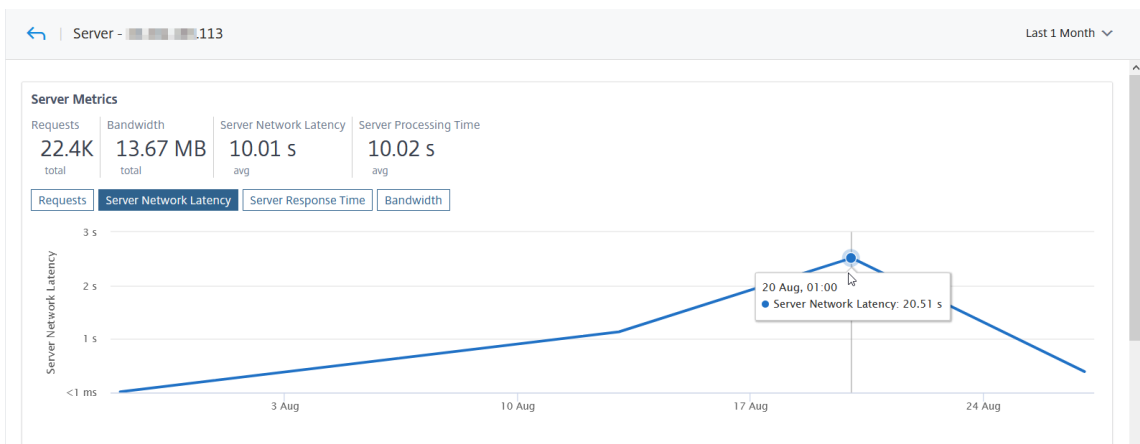 Server - .113
Last 1 Month
Server Metrics
Requests Bandwidth Server Network Latency Server Processing Time
22.4K 13.67 MB 10.01 s 10.02 s
total total avg avg
Requests Server Network Latency Server Response Time Bandwidth
Server Network Latency
3 s
2 s
1 s
<1 ms
20 Aug, 01:00
Server Network Latency: 20.51 s
3 Aug 10 Aug 17 Aug 24 Aug